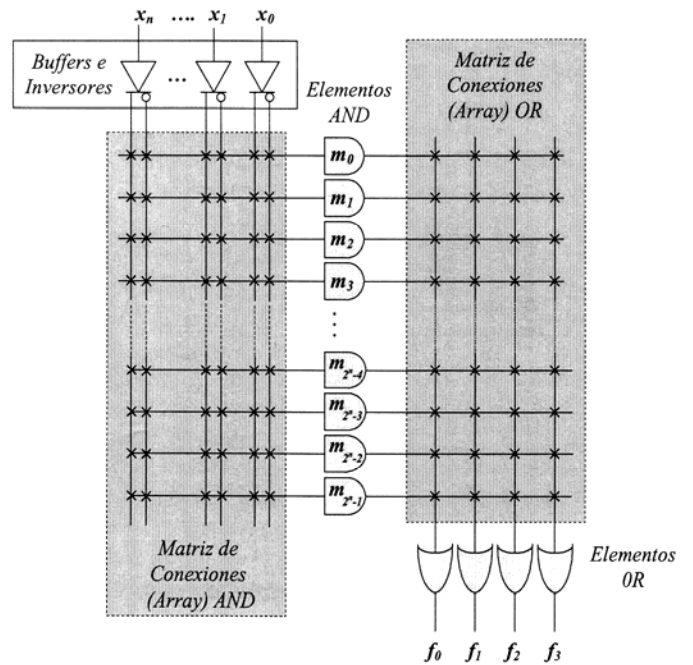 xn .... x1 x0
Buffers e
Inversores
...
Elementos
AND
Matriz de
Conexiones
(Array) OR
m0
m1
m2
m3
m2ⁿ-4
m2ⁿ-3
m2ⁿ-2
m2ⁿ-1
Matriz de
Conexiones
(Array) AND
Elementos
0R
f0 f1 f2 f3